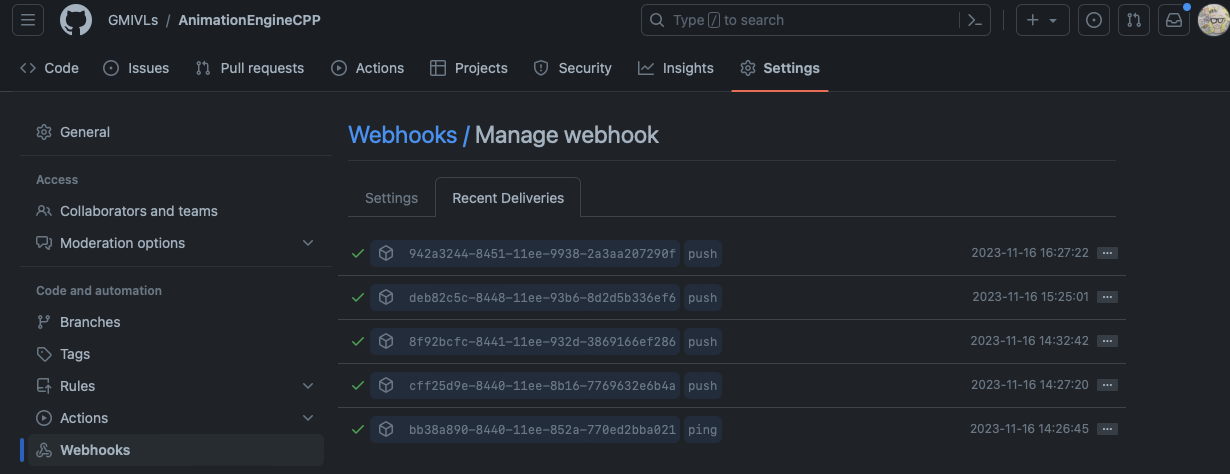 GMIVLs / AnimationEngineCPP
Type / to search
Code Issues Pull requests Actions Projects Security Insights Settings
General
Access
Collaborators and teams
Moderation options
Code and automation
Branches
Tags
Rules
Actions
Webhooks
Webhooks / Manage webhook
Settings Recent Deliveries
942a3244-8451-11ee-9938-2a3aa207290f push 2023-11-16 16:27:22
deb82c5c-8448-11ee-93b6-8d2d5b336ef6 push 2023-11-16 15:25:01
8f92bcfc-8441-11ee-932d-3869166ef286 push 2023-11-16 14:32:42
cff25d9e-8440-11ee-8b16-7769632e6b4a push 2023-11-16 14:27:20
bb38a890-8440-11ee-852a-770ed2bba021 ping 2023-11-16 14:26:45